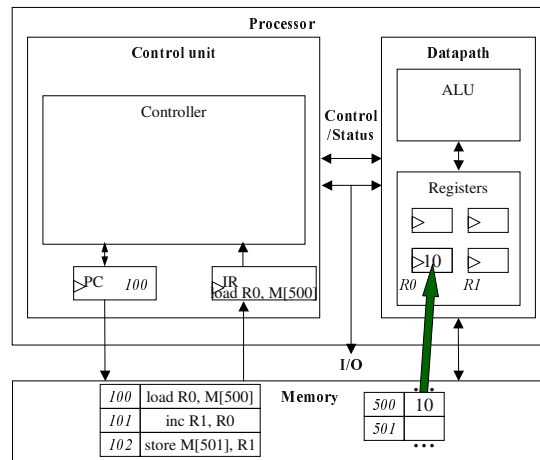 Processor
Control unit
Datapath
ALU
Controller
Control
/Status
Registers
10
R0 R1
PC 100
IR
load R0, M[500]
I/O
Memory
100 load R0, M[500]
101 inc R1, R0
102 store M[501], R1
...
500 10
501
...